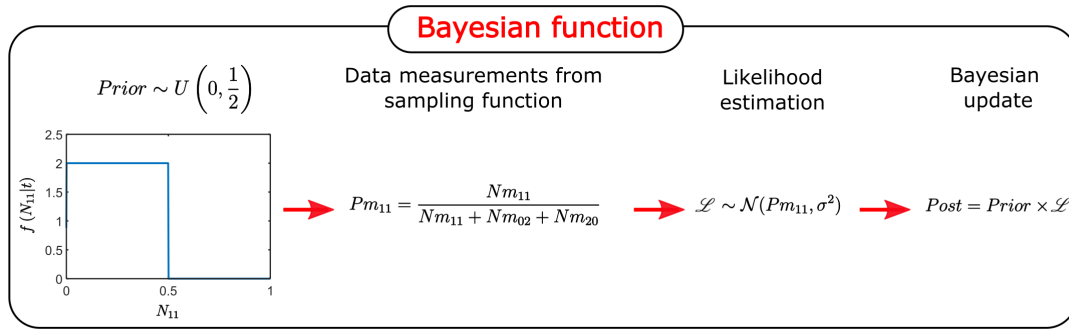 Bayesian function
Prior ∼ U (0, 1/2)
Data measurements from
sampling function
Likelihood
estimation
Bayesian
update
f (N₁₁|t)
2.5
2
1.5
1
0.5
0
0 0.5 1
N₁₁
Pm₁₁ = Nm₁₁ / (Nm₁₁ + Nm₀₂ + Nm₂₀)
ℒ ∼ 𝒩(Pm₁₁, σ²)
Post = Prior × ℒ